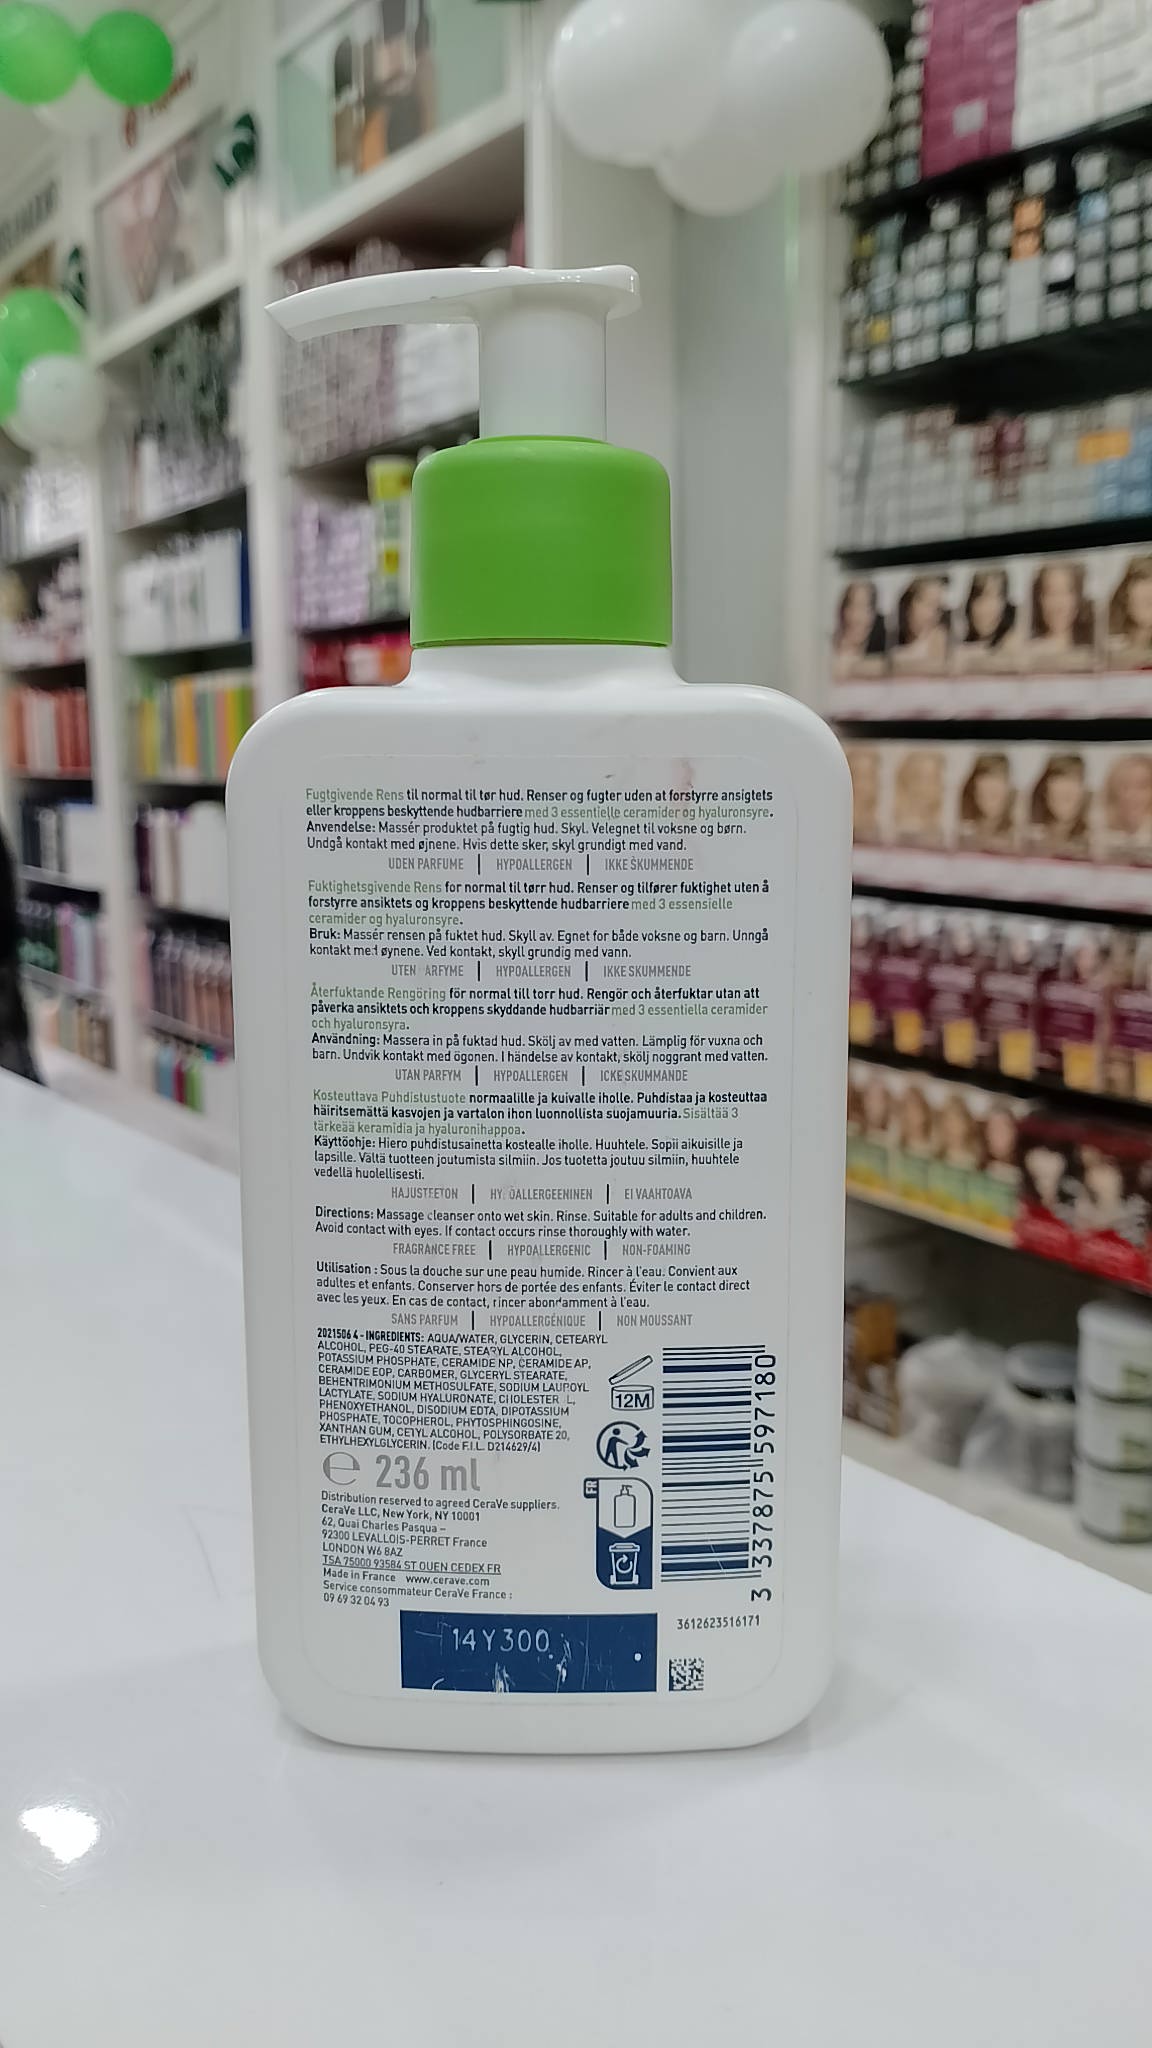 Fugtgivende Rens til normal til tør hud. Renser og fugter uden at forstyrre ansigtets
eller kroppens beskyttende hudbarriere med 3 essentielle ceramider og hyaluronsyre.
Anvendelse: Massér produktet på fugtig hud. Skyl. Velegnet til voksne og børn.
Undgå kontakt med øjnene. Hvis dette sker, skyl grundigt med vand.
UDEN PARFUME | HYPOALLERGEN | IKKE SKUMMENDE
Fuktighetsgivende Rens for normal til tørr hud. Renser og tilfører fuktighet uten å
forstyrre ansiktets og kroppens beskyttende hudbarriere med 3 essensielle
ceramider og hyaluronsyre.
Bruk: Massér rensen på fuktet hud. Skyll av. Egnet for både voksne og barn. Unngå
kontakt med øynene. Ved kontakt, skyll grundig med vann.
UTEN ARFYME | HYPOALLERGEN | IKKE SKUMMENDE
Återfuktande Rengöring för normal till torr hud. Rengör och återfuktar utan att
påverka ansiktets och kroppens skyddande hudbarriär med 3 essentiella ceramider
och hyaluronsyra.
Användning: Massera in på fuktad hud. Skölj av med vatten. Lämplig för vuxna och
barn. Undvik kontakt med ögonen. I händelse av kontakt, skölj noggrant med vatten.
UTAN PARFYM | HYPOALLERGEN | ICKE SKUMMANDE
Kosteuttava Puhdistustuote normaalille ja kuivalle iholle. Puhdistaa ja kosteuttaa
häiritsemättä kasvojen ja vartalon ihon luonnollista suojamuuria. Sisältää 3
tärkeää keramidia ja hyaluronihappoa.
Käyttöohje: Hiero puhdistusainetta kostealle iholle. Huuhtele. Sopii aikuisille ja
lapsille. Vältä tuotteen joutumista silmiin. Jos tuotetta joutuu silmiin, huuhtele
vedellä huolellisesti.
HAJUSTEETON | HYPOALLERGEENINEN | EI VAAHTOAVA
Directions: Massage cleanser onto wet skin. Rinse. Suitable for adults and children.
Avoid contact with eyes. If contact occurs rinse thoroughly with water.
FRAGRANCE FREE | HYPOALLERGENIC | NON-FOAMING
Utilisation : Sous la douche sur une peau humide. Rincer à l'eau. Convient aux
adultes et enfants. Conserver hors de portée des enfants. Éviter le contact direct
avec les yeux. En cas de contact, rincer abondamment à l'eau.
SANS PARFUM | HYPOALLERGÉNIQUE | NON MOUSSANT
2021506 4 - INGREDIENTS: AQUA/WATER, GLYCERIN, CETEARYL
ALCOHOL, PEG-40 STEARATE, STEARYL ALCOHOL,
POTASSIUM PHOSPHATE, CERAMIDE NP, CERAMIDE AP,
CERAMIDE EOP, CARBOMER, GLYCERYL STEARATE,
BEHENTRIMONIUM METHOSULFATE, SODIUM LAUROYL
LACTYLATE, SODIUM HYALURONATE, CHOLESTEROL,
PHENOXYETHANOL, DISODIUM EDTA, DIPOTASSIUM
PHOSPHATE, TOCOPHEROL, PHYTOSPHINGOSINE,
XANTHAN GUM, CETYL ALCOHOL, POLYSORBATE 20,
ETHYLHEXYLGLYCERIN. (Code F.I.L. D214629/4)
12M
FR
e 236 ml
Distribution reserved to agreed CeraVe suppliers.
CeraVe LLC, New York, NY 10001
62, Quai Charles Pasqua –
92300 LEVALLOIS-PERRET France
LONDON W6 8AZ
TSA 75000 93584 ST OUEN CEDEX FR
Made in France www.cerave.com
Service consommateur CeraVe France :
09 69 32 04 93
3 337875 597180
3612623516171
14Y300